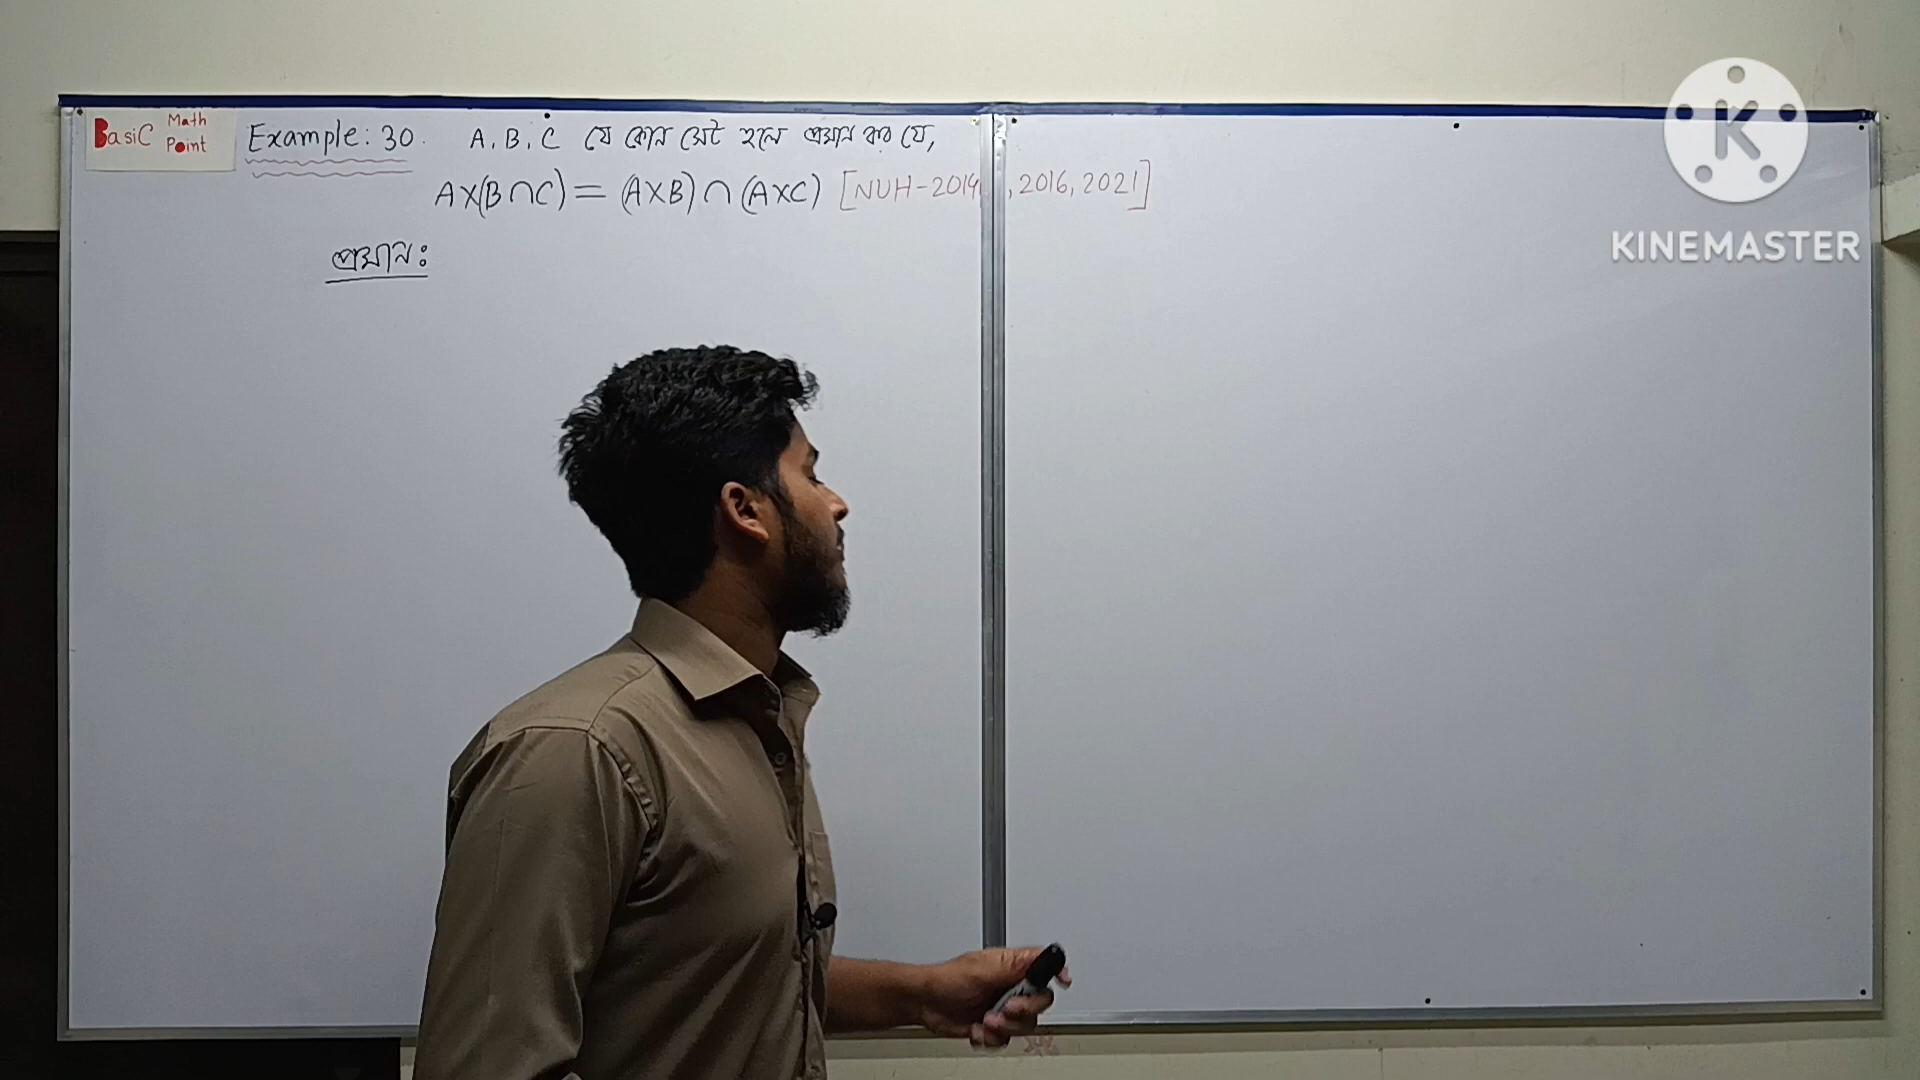 BasiC Math Point
Example: 30. A, B, C যে কোন সেট হলে প্রমান কর যে,
A×(B∩C) = (A×B)∩(A×C) [NUH-2014, 2016, 2021]
প্রমানঃ
KINEMASTER